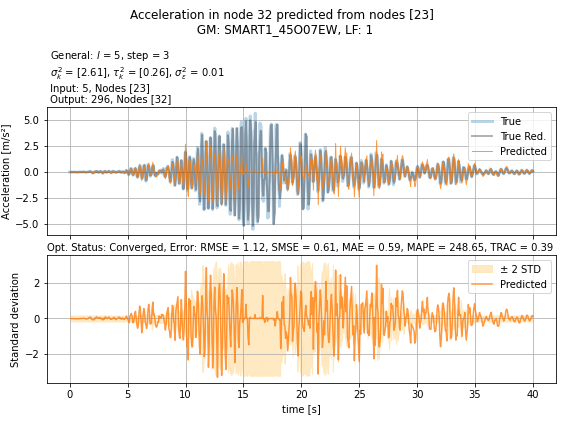 Acceleration in node 32 predicted from nodes [23]
GM: SMART1_45O07EW, LF: 1
General: l = 5, step = 3
σ²ₖ = [2.61], τ²ₖ = [0.26], σ²ε = 0.01
Input: 5, Nodes [23]
Output: 296, Nodes [32]
Acceleration [m/s²]
5.0
2.5
0.0
−2.5
−5.0
True
True Red.
Predicted
Opt. Status: Converged, Error: RMSE = 1.12, SMSE = 0.61, MAE = 0.59, MAPE = 248.65, TRAC = 0.39
Standard deviation
2
0
−2
± 2 STD
Predicted
0 5 10 15 20 25 30 35 40
time [s]